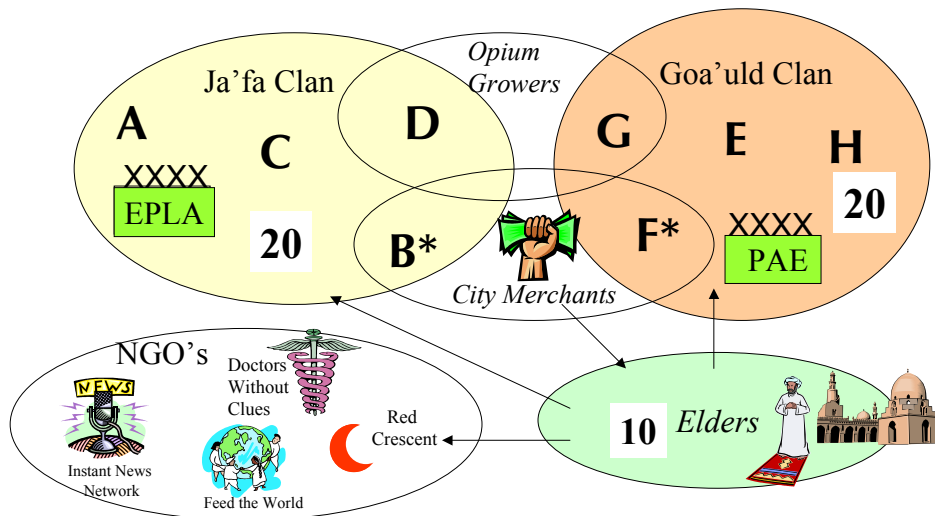 Opium
Growers
Ja’fa Clan
Goa’uld Clan
A
C
D
G
E
H
XXXX
EPLA
20
B*
F*
20
XXXX
PAE
City Merchants
NGO’s
Doctors
Without
Clues
NEWS
Instant News
Network
Feed the World
Red
Crescent
10
Elders